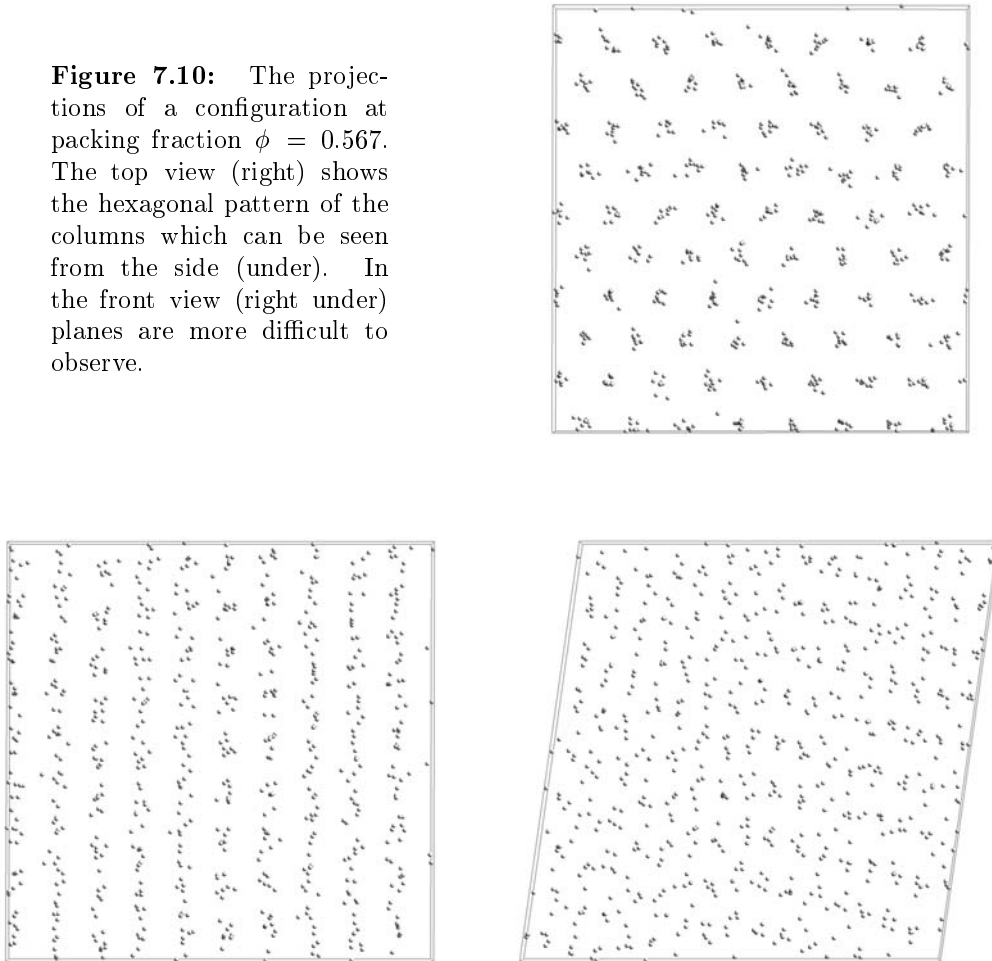 Figure 7.10: The projec-
tions of a configuration at
packing fraction ϕ = 0.567.
The top view (right) shows
the hexagonal pattern of the
columns which can be seen
from the side (under). In
the front view (right under)
planes are more difficult to
observe.